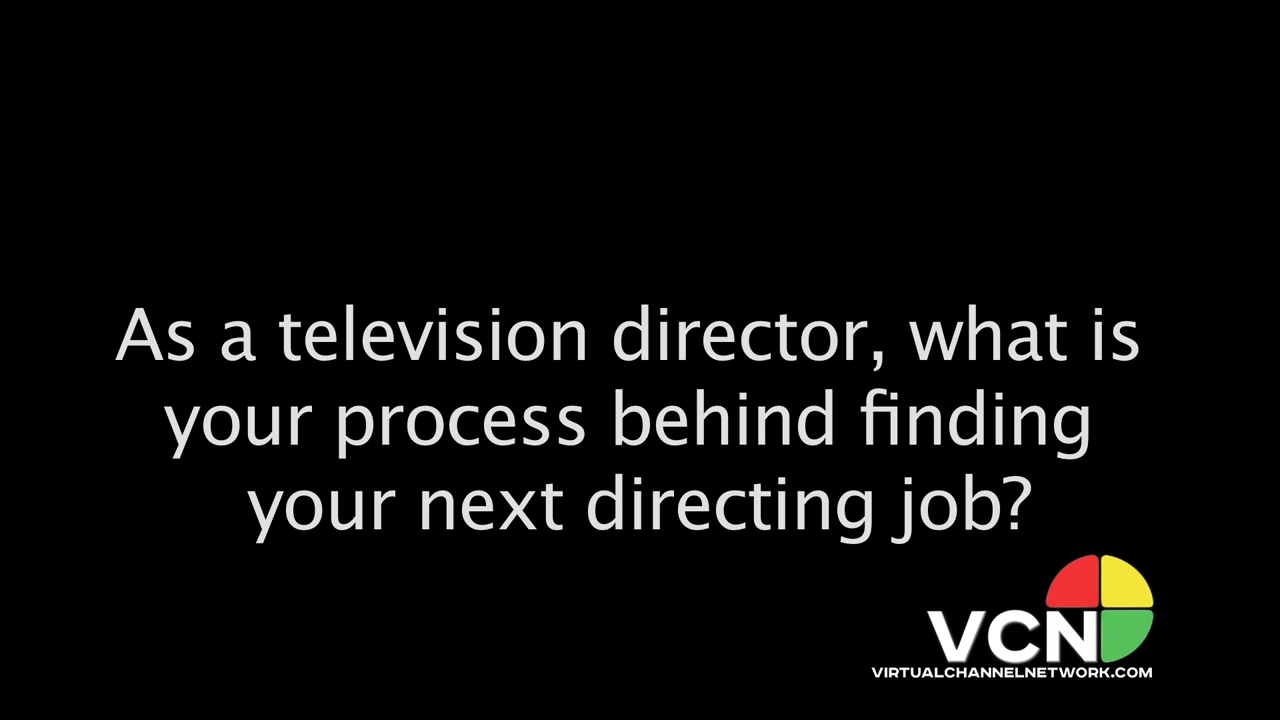 As a television director, what is
your process behind finding
your next directing job?
VCN
VIRTUALCHANNELNETWORK.COM